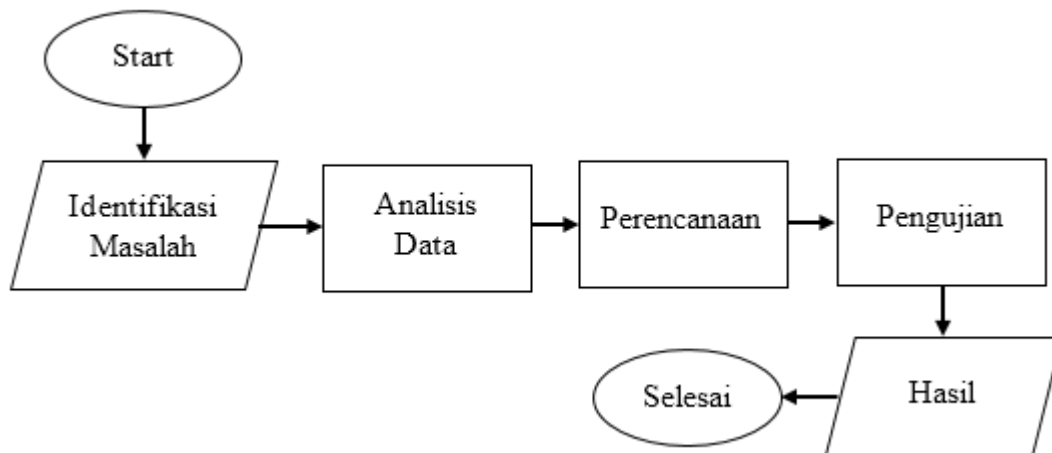 Start
Identifikasi
Masalah
Analisis
Data
Perencanaan
Pengujian
Hasil
Selesai